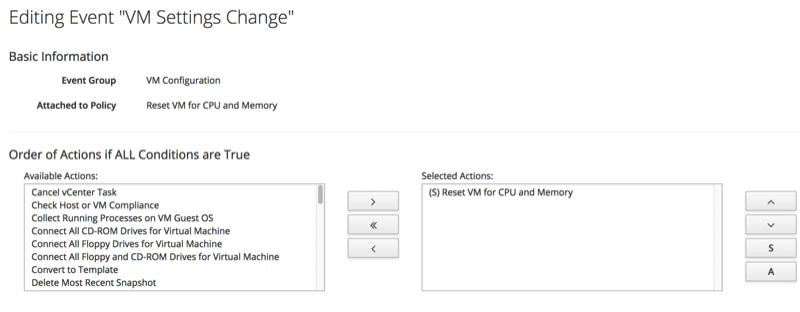 Editing Event "VM Settings Change"
Basic Information
Event Group VM Configuration
Attached to Policy Reset VM for CPU and Memory
Order of Actions if ALL Conditions are True
Available Actions:
Cancel vCenter Task
Check Host or VM Compliance
Collect Running Processes on VM Guest OS
Connect All CD-ROM Drives for Virtual Machine
Connect All Floppy Drives for Virtual Machine
Connect All Floppy and CD-ROM Drives for Virtual Machine
Convert to Template
Delete Most Recent Snapshot
Selected Actions:
(S) Reset VM for CPU and Memory
S
A